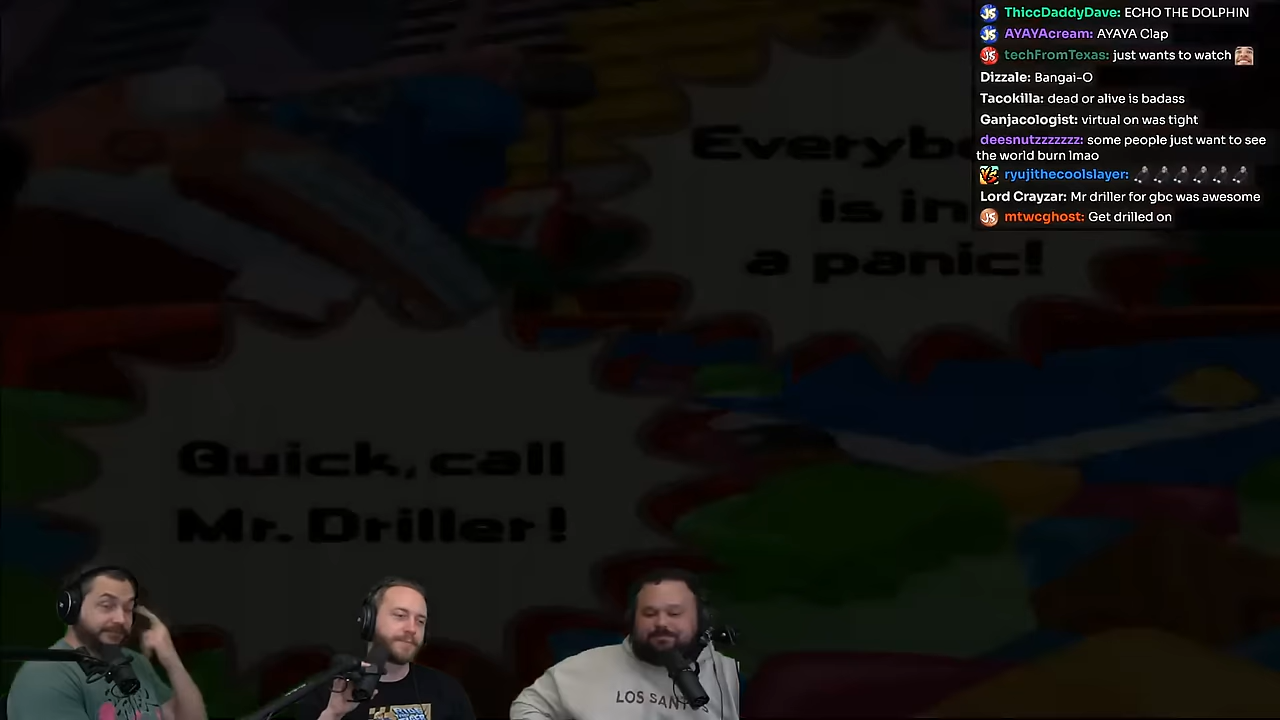 ThiccDaddyDave: ECHO THE DOLPHIN
AYAYAcream: AYAYA Clap
techFromTexas: just wants to watch
Dizzale: Bangai-O
Tacokilla: dead or alive is badass
Ganjacologist: virtual on was tight
deesnutzzzzzzz: some people just want to see
the world burn lmao
ryujithecoolslayer:
Lord Crayzar: Mr driller for gbc was awesome
mtwcghost: Get drilled on
is in
a panic!
Quick, call
Mr. Driller!
LOS